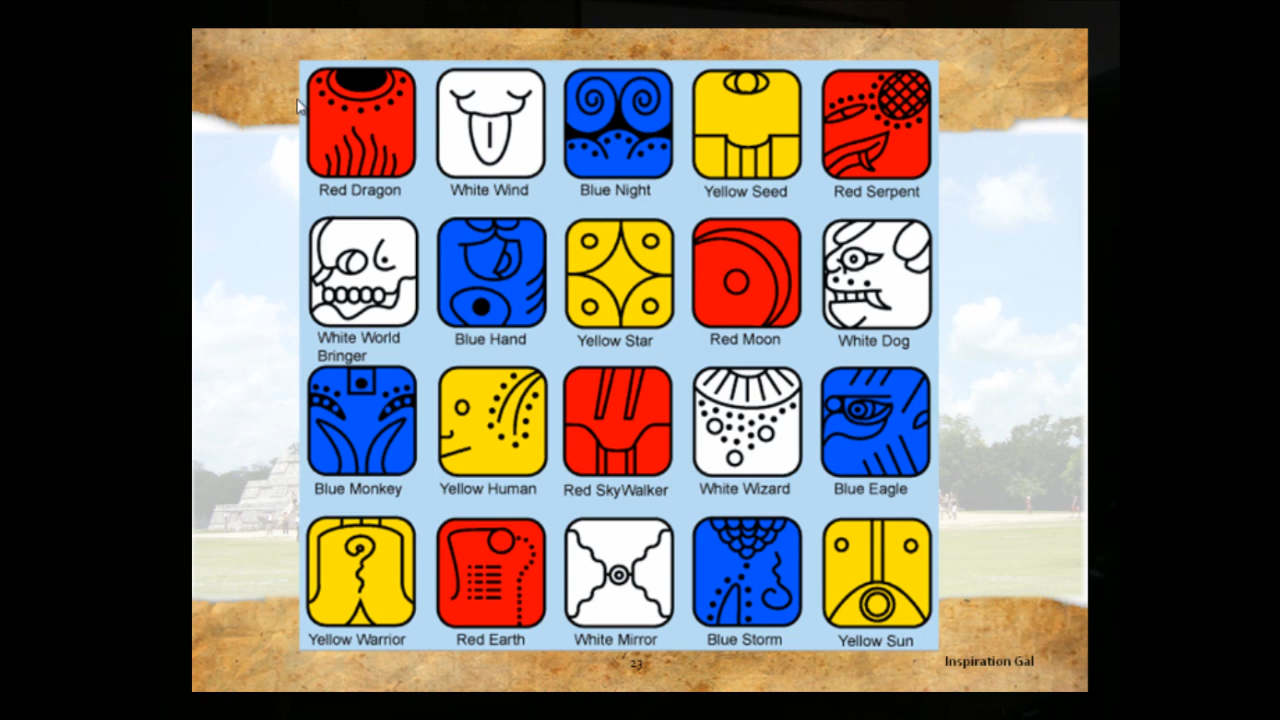 Red Dragon
White Wind
Blue Night
Yellow Seed
Red Serpent
White World
Bringer
Blue Hand
Yellow Star
Red Moon
White Dog
Blue Monkey
Yellow Human
Red SkyWalker
White Wizard
Blue Eagle
Yellow Warrior
Red Earth
White Mirror
Blue Storm
Yellow Sun
23
Inspiration Gal